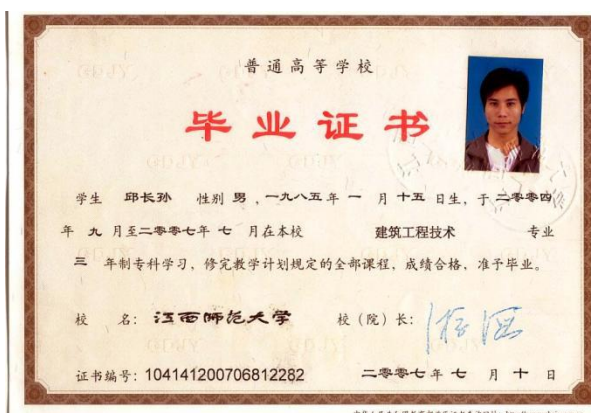 普通高等学校
毕业证书
学生 邱长孙 性别 男，一九八五年 一 月 十五 日生，于 二零零四
年 九 月至二零零七年 七 月在本校 建筑工程技术 专业
三 年制专科学习，修完教学计划规定的全部课程，成绩合格，准予毕业。
校 名：江西师范大学 校（院）长：
证书编号：104141200706812282 二零零七年 七 月 十 日